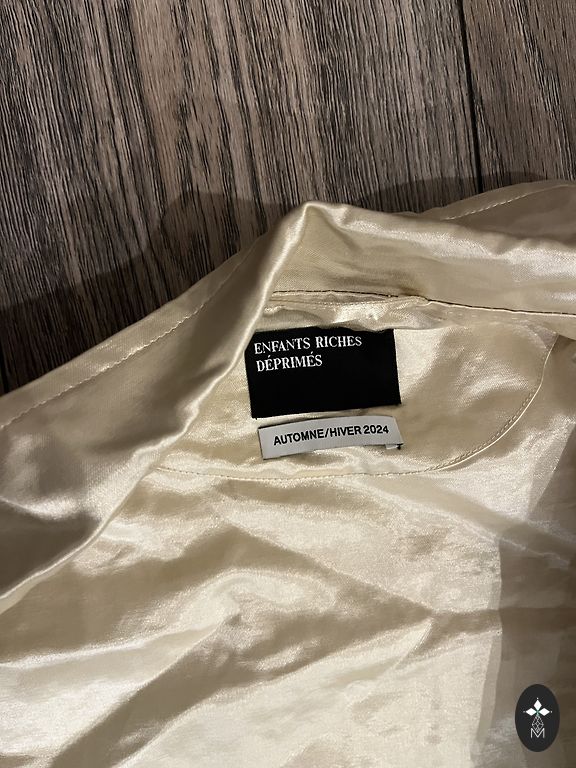 ENFANTS RICHES
DÉPRIMÉS
AUTOMNE/HIVER 2024
M